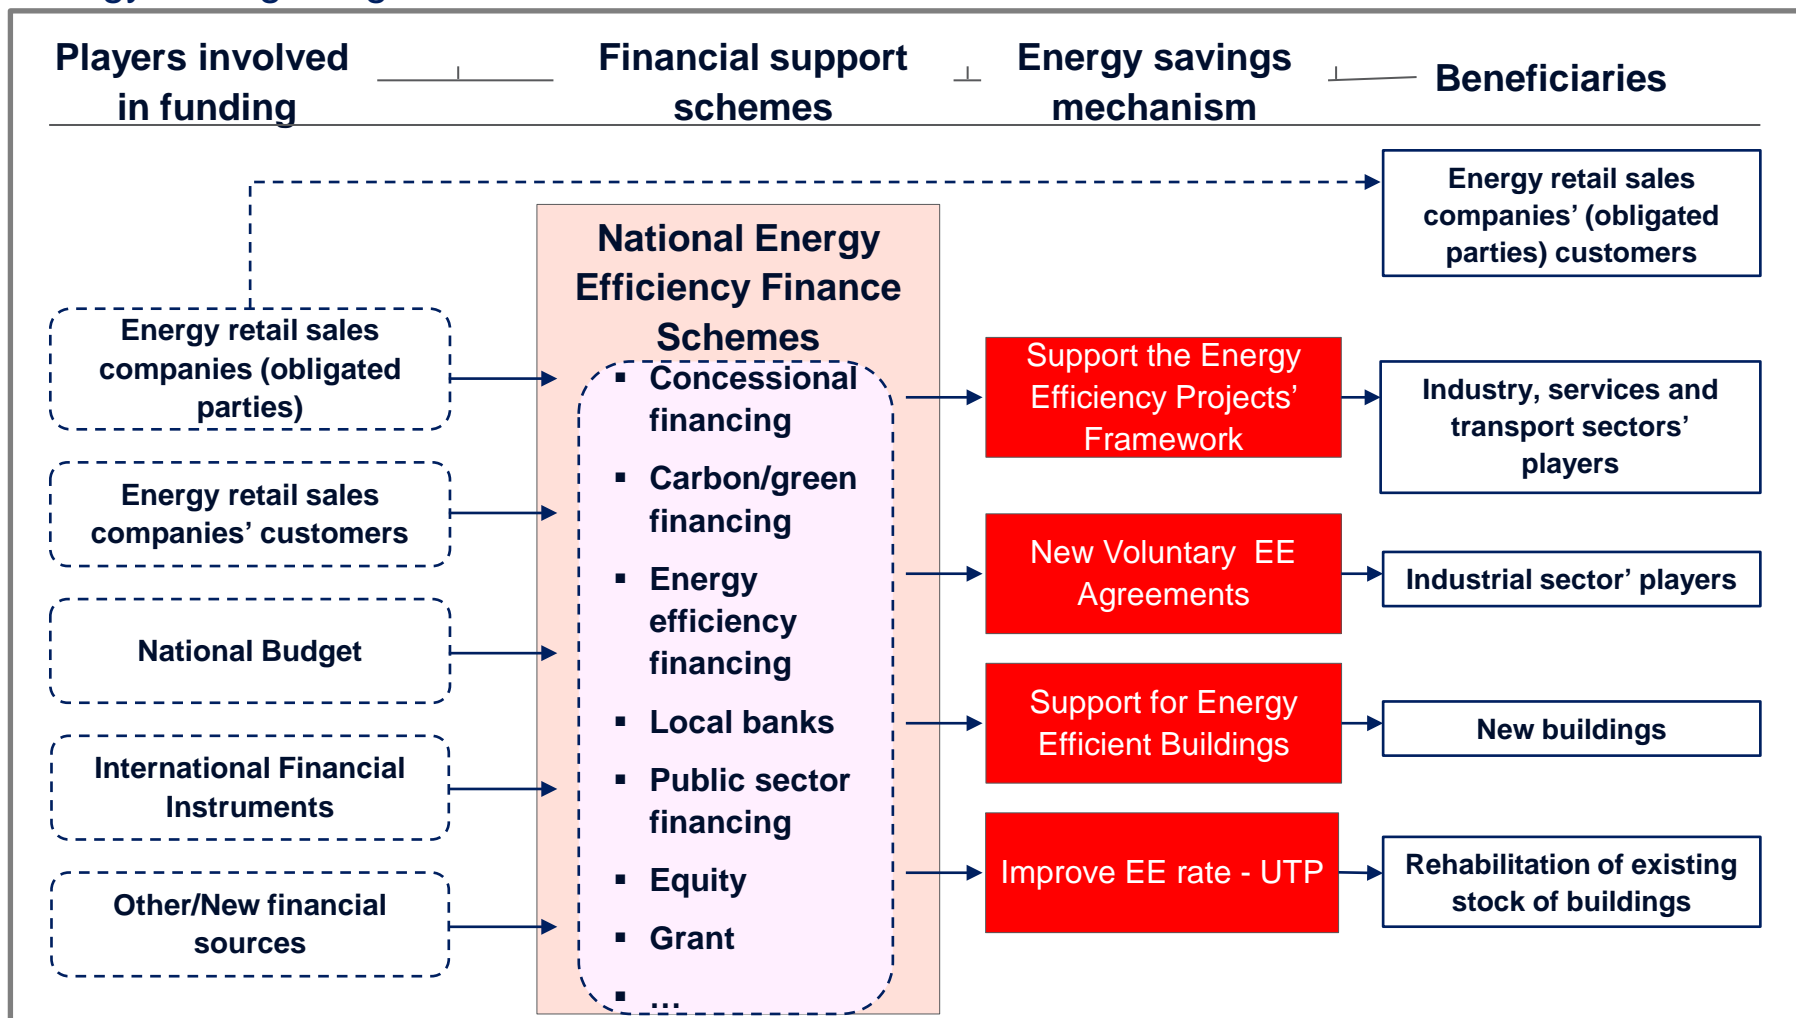 Players involved
in funding
Financial support
schemes
Energy savings
mechanism
Beneficiaries
Energy retail sales
companies’ (obligated
parties) customers
National Energy
Efficiency Finance
Schemes
Energy retail sales
companies (obligated
parties)
Energy retail sales
companies’ customers
National Budget
International Financial
Instruments
Other/New financial
sources
▪ Concessional
financing
▪ Carbon/green
financing
▪ Energy
efficiency
financing
▪ Local banks
▪ Public sector
financing
▪ Equity
▪ Grant
▪ ...
Support the Energy
Efficiency Projects’
Framework
New Voluntary  EE
Agreements
Support for Energy
Efficient Buildings
Improve EE rate - UTP
Industry, services and
transport sectors’
players
Industrial sector’ players
New buildings
Rehabilitation of existing
stock of buildings